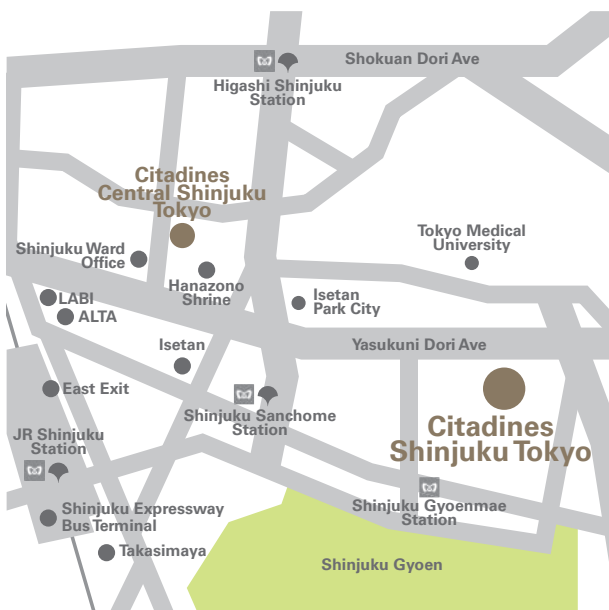 Shokuan Dori Ave
Higashi Shinjuku
Station
Citadines
Central Shinjuku
Tokyo
Tokyo Medical
University
Shinjuku Ward
Office
Hanazono
Shrine
LABI
ALTA
Isetan
Park City
Isetan
Yasukuni Dori Ave
East Exit
Shinjuku Sanchome
Station
Citadines
Shinjuku Tokyo
JR Shinjuku
Station
Shinjuku Expressway
Bus Terminal
Shinjuku Gyoenmae
Station
Takasimaya
Shinjuku Gyoen